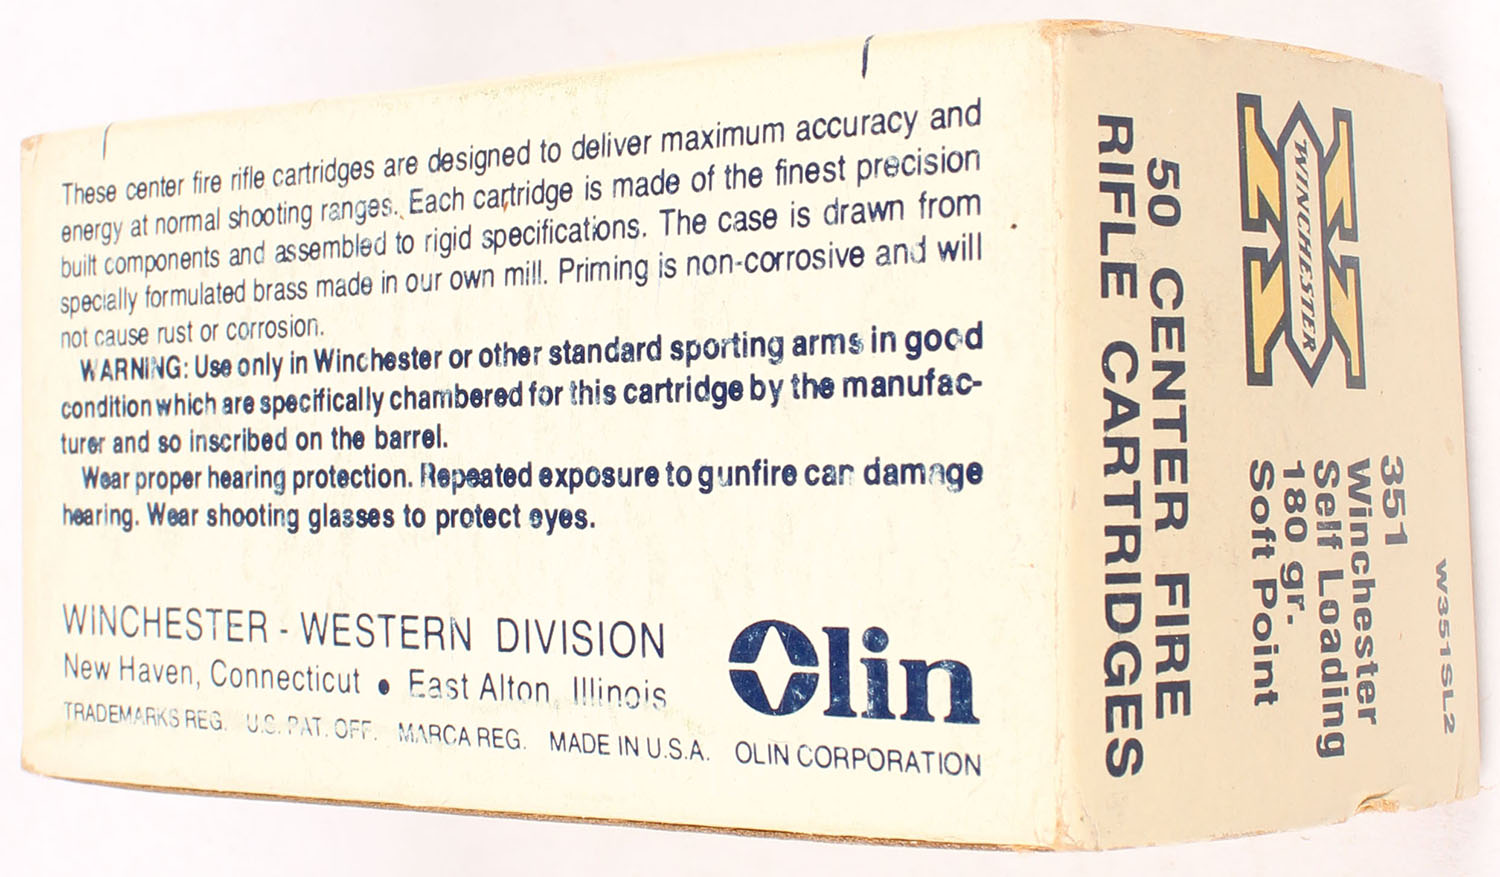 These center fire rifle cartridges are designed to deliver maximum accuracy and
energy at normal shooting ranges. Each cartridge is made of the finest precision
built components and assembled to rigid specifications. The case is drawn from
specially formulated brass made in our own mill. Priming is non-corrosive and will
not cause rust or corrosion.
WARNING: Use only in Winchester or other standard sporting arms in good
condition which are specifically chambered for this cartridge by the manufac-
turer and so inscribed on the barrel.
Wear proper hearing protection. Repeated exposure to gunfire can damage
hearing. Wear shooting glasses to protect eyes.
WINCHESTER - WESTERN DIVISION
New Haven, Connecticut • East Alton, Illinois
Olin
TRADEMARKS REG. U.S. PAT. OFF. MARCA REG. MADE IN U.S.A. OLIN CORPORATION
W351SL2
351
Winchester
Self Loading
180 gr.
Soft Point
X
WINCHESTER
50 CENTER FIRE
RIFLE CARTRIDGES